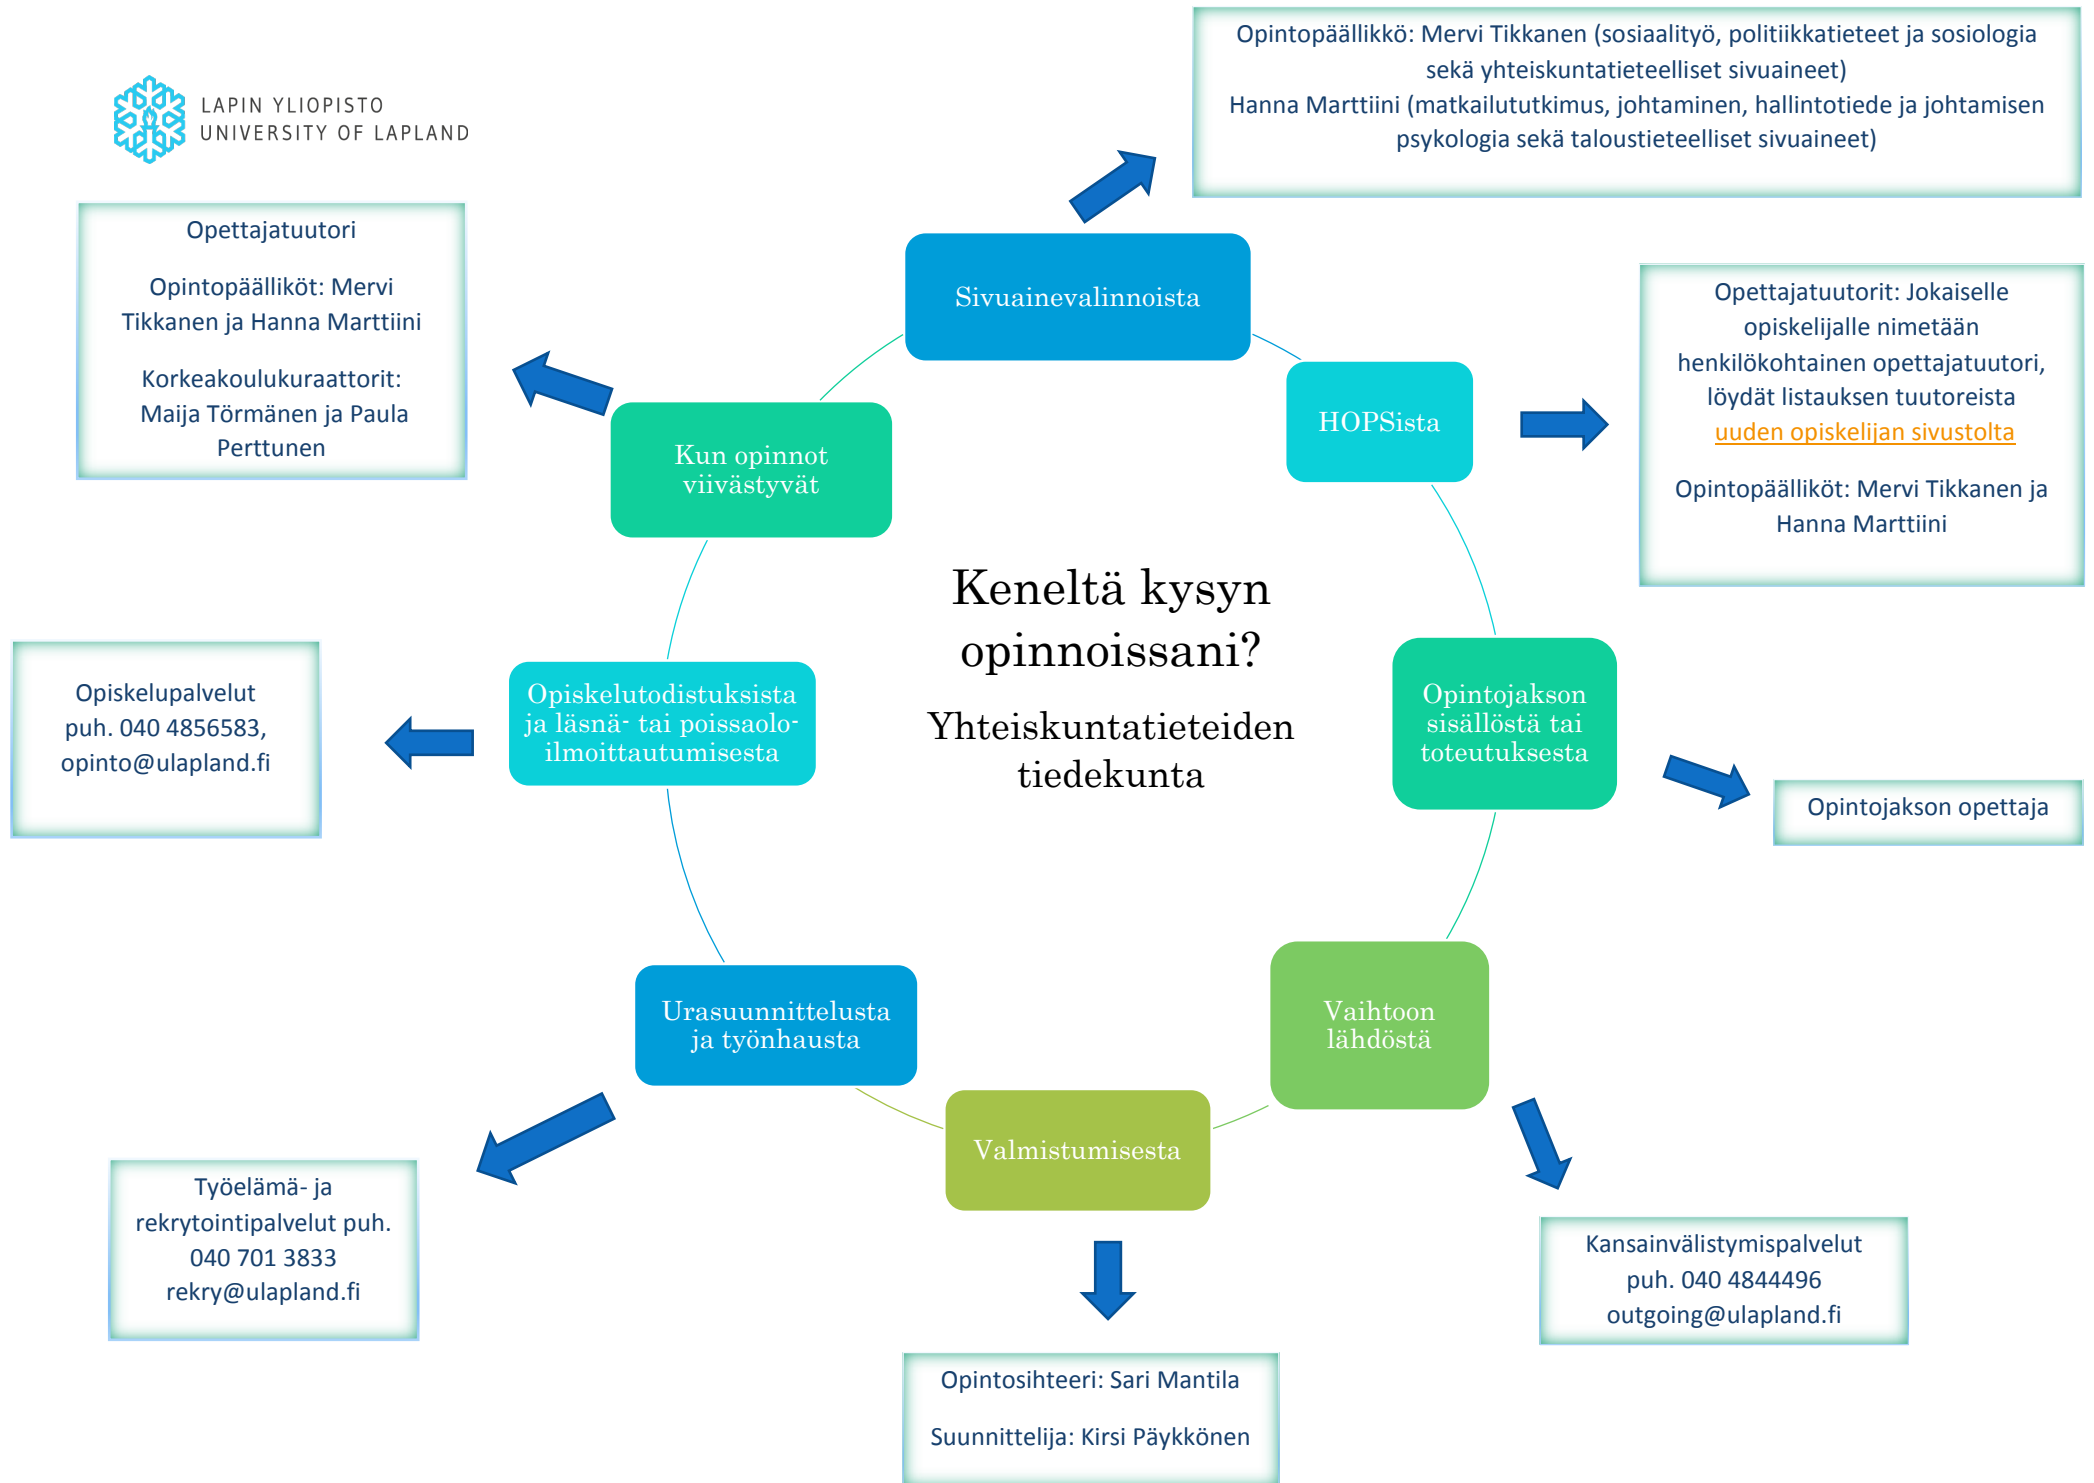 LAPIN YLIOPISTO
UNIVERSITY OF LAPLAND
Opintopäällikkö: Mervi Tikkanen (sosiaalityö, politiikkatieteet ja sosiologia
sekä yhteiskuntatieteelliset sivuaineet)
Hanna Marttiini (matkailututkimus, johtaminen, hallintotiede ja johtamisen
psykologia sekä taloustieteelliset sivuaineet)
Opettajatuutori
Opintopäälliköt: Mervi
Tikkanen ja Hanna Marttiini
Korkeakoulukuraattorit:
Maija Törmänen ja Paula
Perttunen
Sivuainevalinnoista
Opettajatuutorit: Jokaiselle
opiskelijalle nimetään
henkilökohtainen opettajatuutori,
löydät listauksen tuutoreista
uuden opiskelijan sivustolta
Opintopäälliköt: Mervi Tikkanen ja
Hanna Marttiini
HOPSista
Kun opinnot
viivästyvät
Keneltä kysyn
opinnoissani?
Yhteiskuntatieteiden
tiedekunta
Opiskelupalvelut
puh. 040 4856583,
opinto@ulapland.fi
Opiskelutodistuksista
ja läsnä- tai poissaolo-
ilmoittautumisesta
Opintojakson
sisällöstä tai
toteutuksesta
Opintojakson opettaja
Urasuunnittelusta
ja työnhausta
Vaihtoon
lähdöstä
Valmistumisesta
Työelämä- ja
rekrytointipalvelut puh.
040 701 3833
rekry@ulapland.fi
Kansainvälistymispalvelut
puh. 040 4844496
outgoing@ulapland.fi
Opintosihteeri: Sari Mantila
Suunnittelija: Kirsi Päykkönen